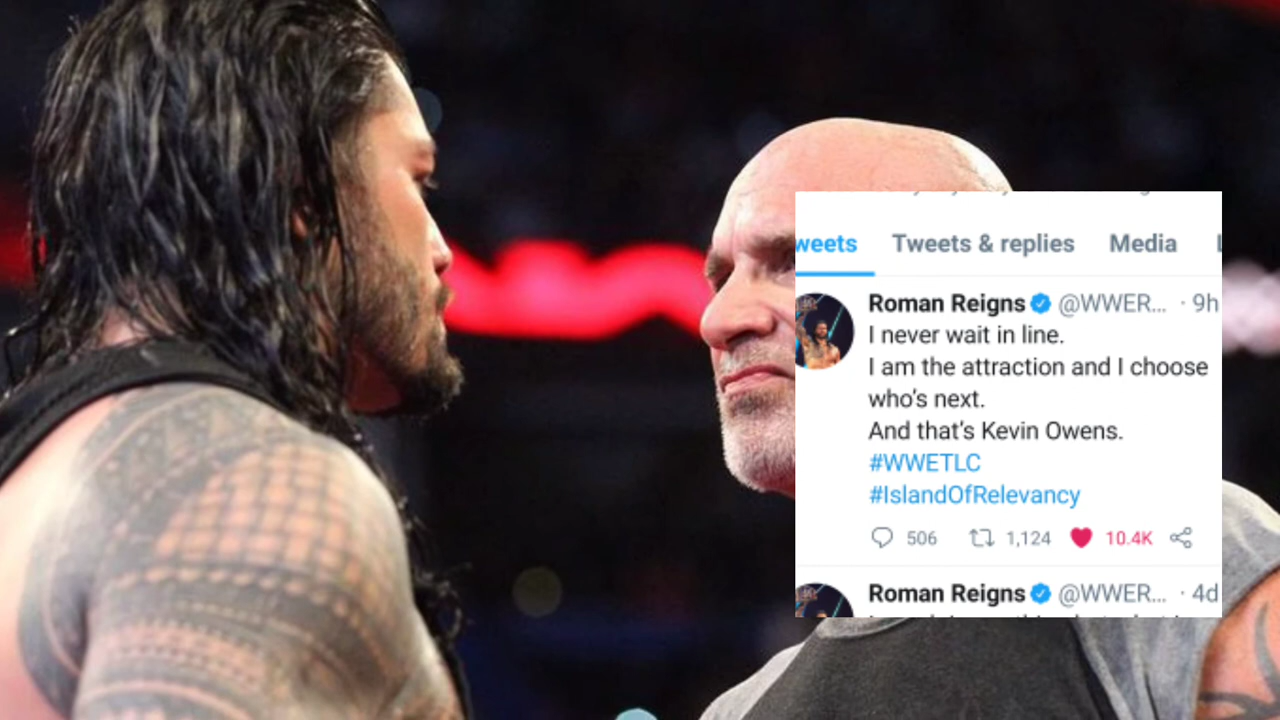 weets Tweets & replies Media
Roman Reigns @WWER... · 9h
I never wait in line.
I am the attraction and I choose
who's next.
And that's Kevin Owens.
#WWETLC
#IslandOfRelevancy
506 1,124 10.4K
Roman Reigns @WWER... · 4d